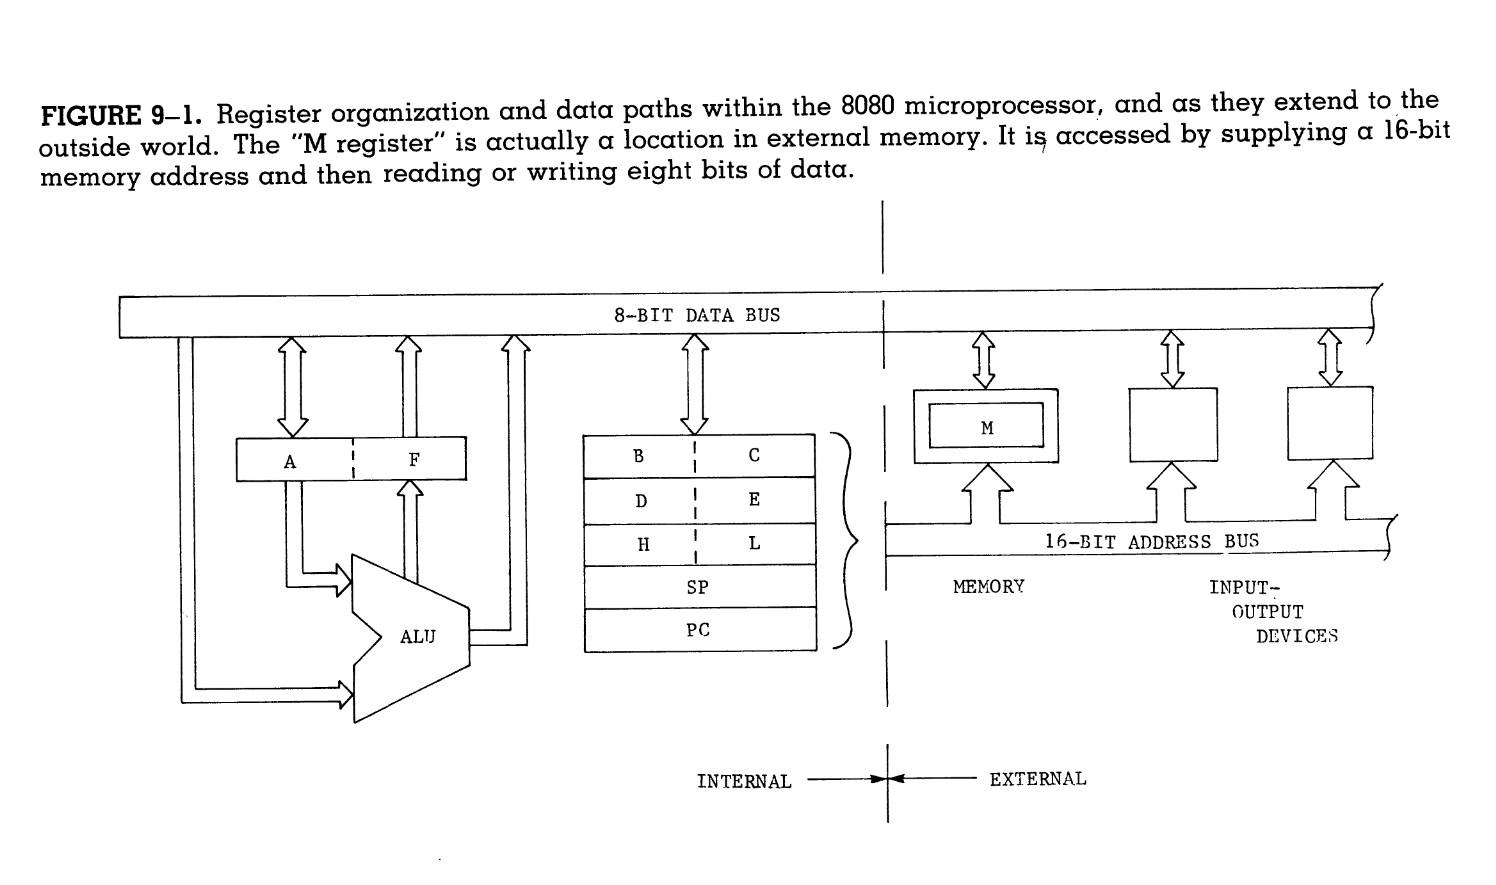 FIGURE 9–1. Register organization and data paths within the 8080 microprocessor, and as they extend to the
outside world. The "M register" is actually a location in external memory. It is accessed by supplying a 16-bit
memory address and then reading or writing eight bits of data.
8-BIT DATA BUS
A F
B C
D E
H L
SP
PC
ALU
M
16-BIT ADDRESS BUS
MEMORY
INPUT-
OUTPUT
DEVICES
INTERNAL
EXTERNAL